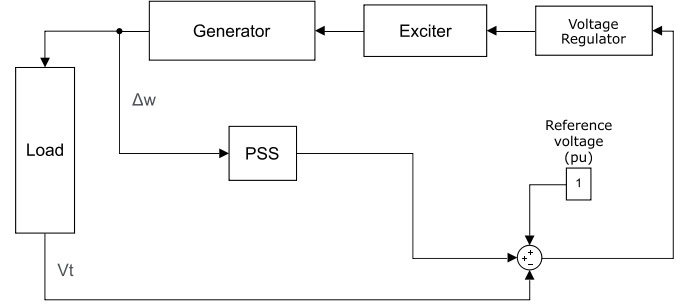 Generator
Exciter
Voltage
Regulator
Δw
Load
PSS
Reference
voltage
(pu)
1
+
+
−
Vt